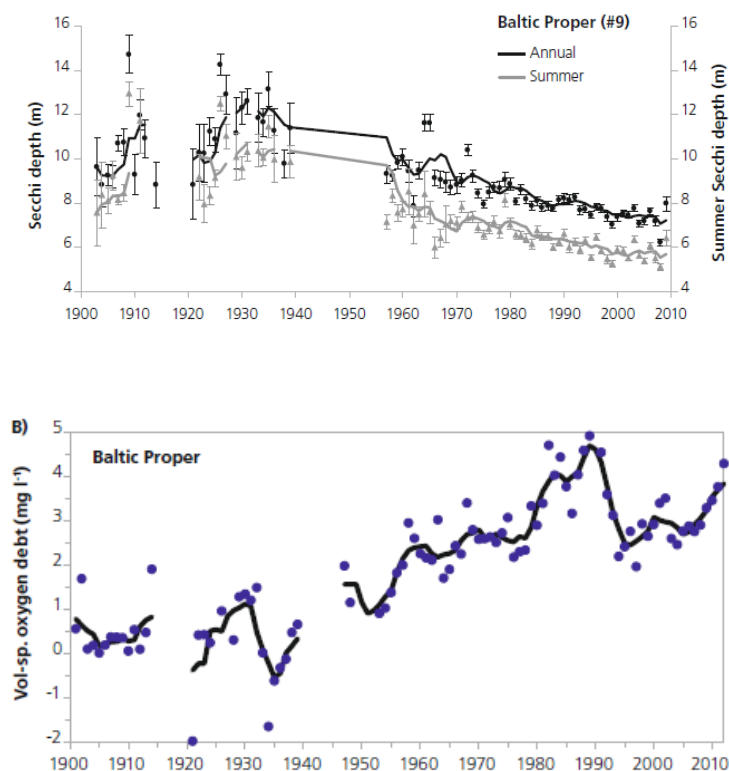 Baltic Proper (#9)
Annual
Summer
Secchi depth (m)
16
14
12
10
8
6
4
Summer Secchi depth (m)
16
14
12
10
8
6
4
1900 1910 1920 1930 1940 1950 1960 1970 1980 1990 2000 2010
B)
Baltic Proper
Vol-sp. oxygen debt (mg l⁻¹)
5
4
3
2
1
0
-1
-2
1900 1910 1920 1930 1940 1950 1960 1970 1980 1990 2000 2010